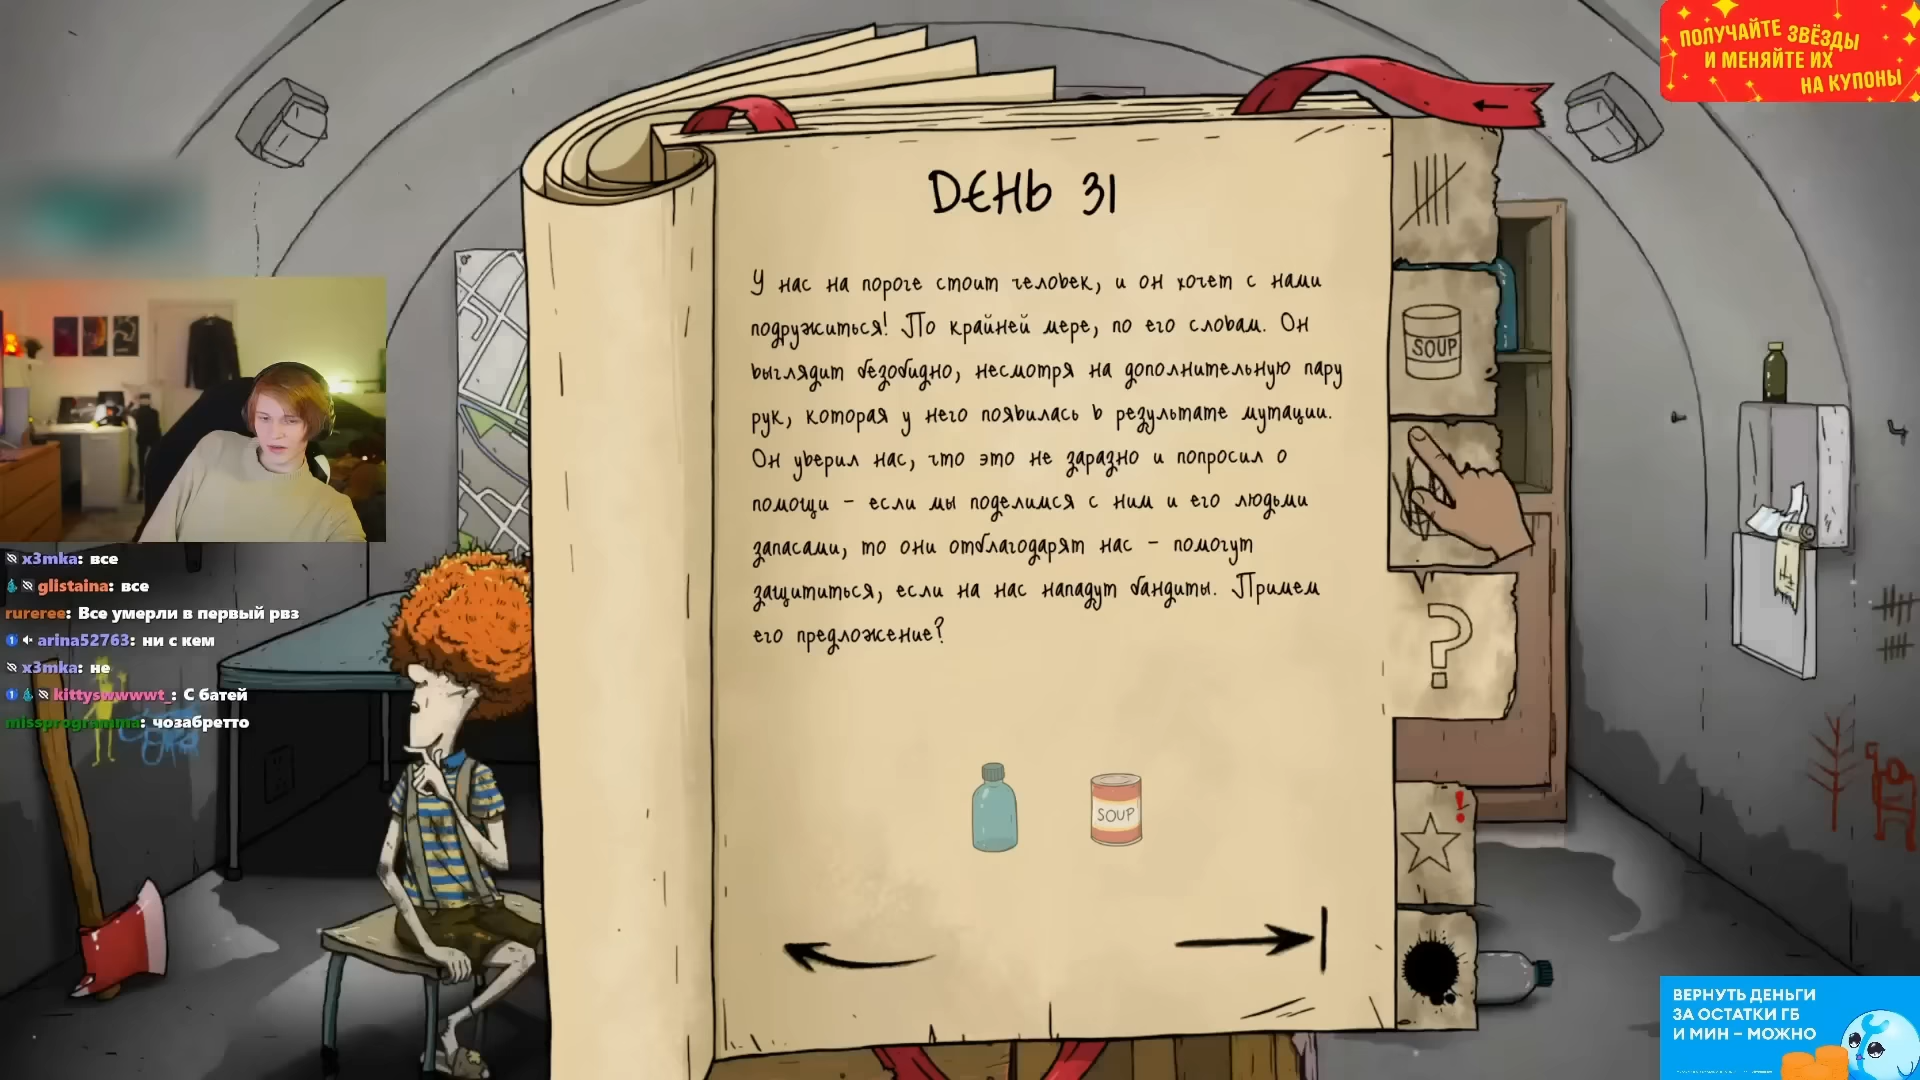 ПОЛУЧАЙТЕ ЗВЁЗДЫ
И МЕНЯЙТЕ ИХ
НА КУПОНЫ
ДЕНЬ 31
У нас на пороге стоит человек, и он хочет с нами
подружиться! По крайней мере, по его словам. Он
выглядит безобидно, несмотря на дополнительную пару
рук, которая у него появилась в результате мутации.
Он уверил нас, что это не заразно и попросил о
помощи - если мы поделимся с ним и его людьми
запасами, то они отблагодарят нас - помогут
защититься, если на нас нападут бандиты. Примем
его предложение?
SOUP
SOUP
?
!
x3mka: все
glistaina: все
rureree: Все умерли в первый рвз
arina52763: ни с кем
x3mka: не
kittyswwwwt_: С батей
missprogramma: чозабретто
ВЕРНУТЬ ДЕНЬГИ
ЗА ОСТАТКИ ГБ
И МИН – МОЖНО